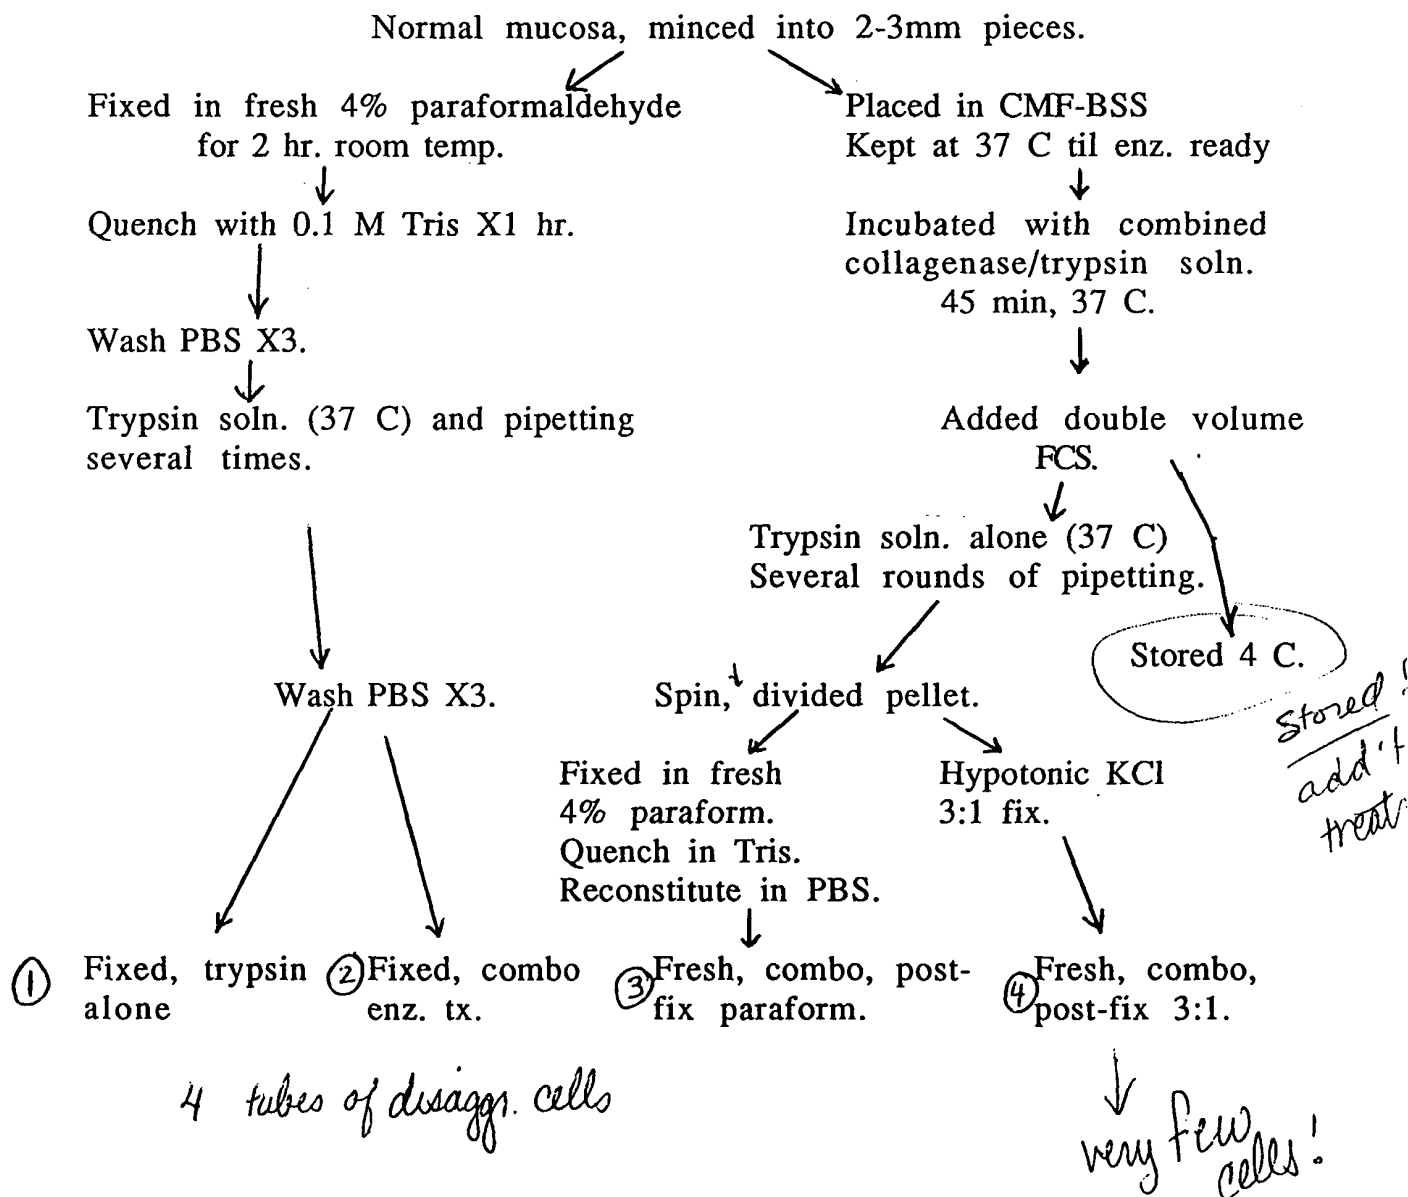 Normal mucosa, minced into 2-3mm pieces.
Fixed in fresh 4% paraformaldehyde
for 2 hr. room temp.
Quench with 0.1 M Tris X1 hr.
Wash PBS X3.
Trypsin soln. (37 C) and pipetting
several times.
Wash PBS X3.
Placed in CMF-BSS
Kept at 37 C til enz. ready
Incubated with combined
collagenase/trypsin soln.
45 min, 37 C.
Added double volume
FCS.
Trypsin soln. alone (37 C)
Several rounds of pipetting.
Stored 4 C.
Stored!
add't
treat
Spin, + divided pellet.
Fixed in fresh
4% paraform.
Quench in Tris.
Reconstitute in PBS.
Hypotonic KCl
3:1 fix.
① Fixed, trypsin
alone
② Fixed, combo
enz. tx.
③ Fresh, combo, post-
fix paraform.
④ Fresh, combo,
post-fix 3:1.
4 tubes of disaggr. cells
very few
cells!